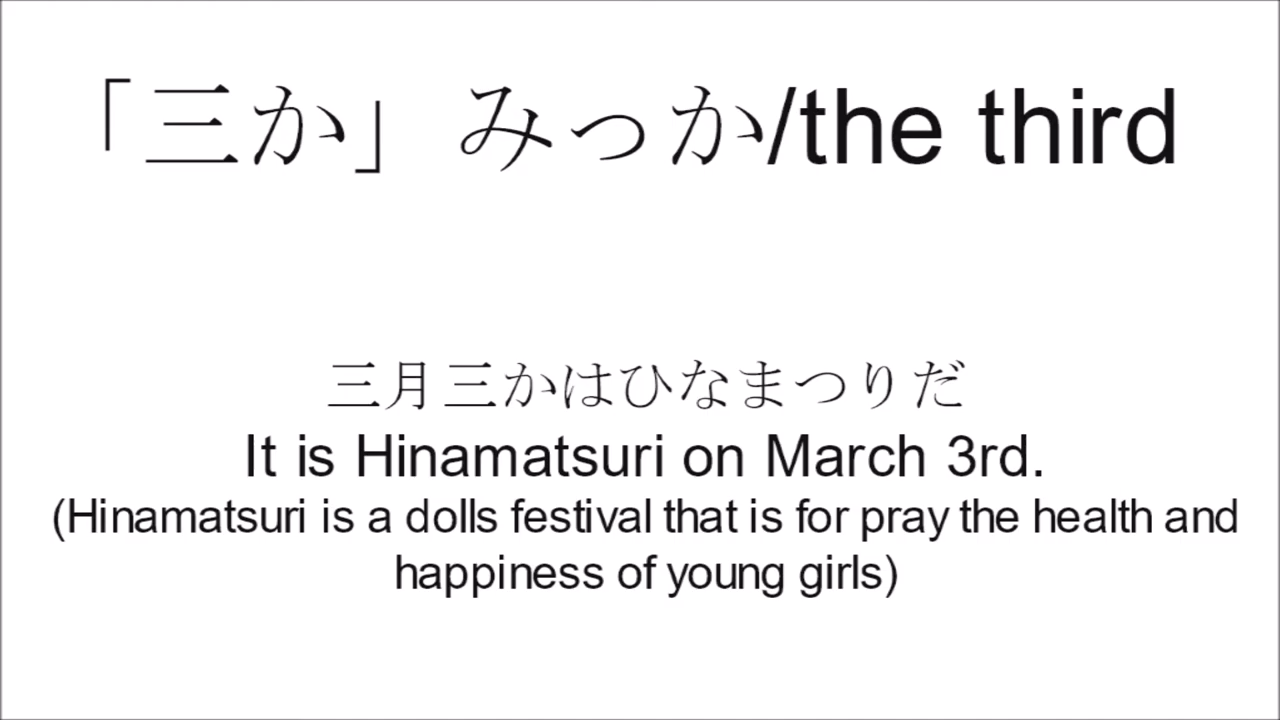 「三か」みっか/the third
三月三かはひなまつりだ
It is Hinamatsuri on March 3rd.
(Hinamatsuri is a dolls festival that is for pray the health and
happiness of young girls)